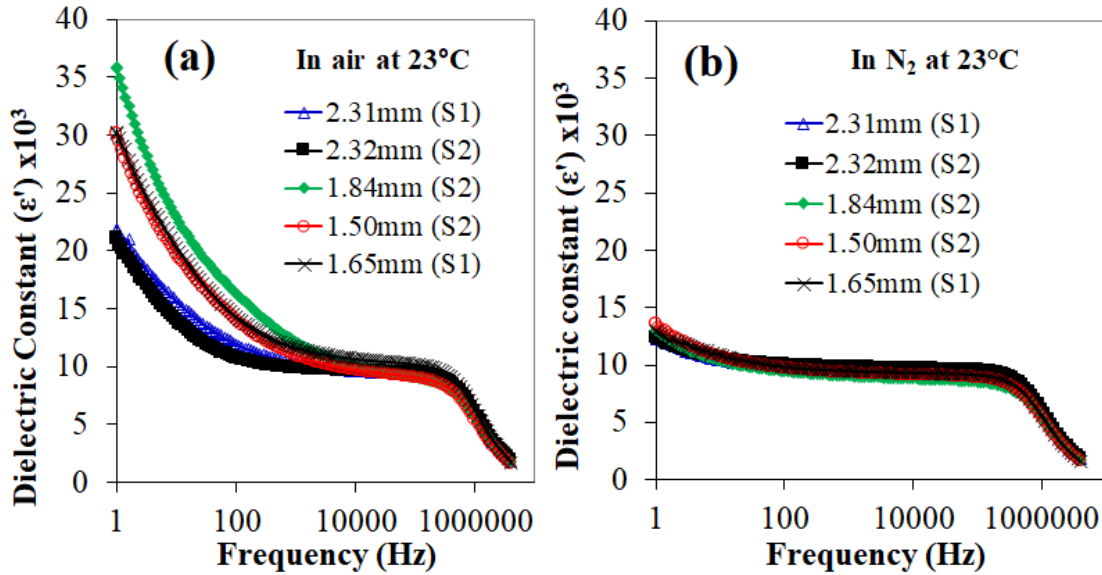 (a)
In air at 23°C
2.31mm (S1)
2.32mm (S2)
1.84mm (S2)
1.50mm (S2)
1.65mm (S1)
Dielectric Constant (ε') x10³
40
35
30
25
20
15
10
5
0
1
100
10000
1000000
Frequency (Hz)
(b)
In N₂ at 23°C
2.31mm (S1)
2.32mm (S2)
1.84mm (S2)
1.50mm (S2)
1.65mm (S1)
Dielectric constant (ε') x10³
40
35
30
25
20
15
10
5
0
1
100
10000
1000000
Frequency (Hz)